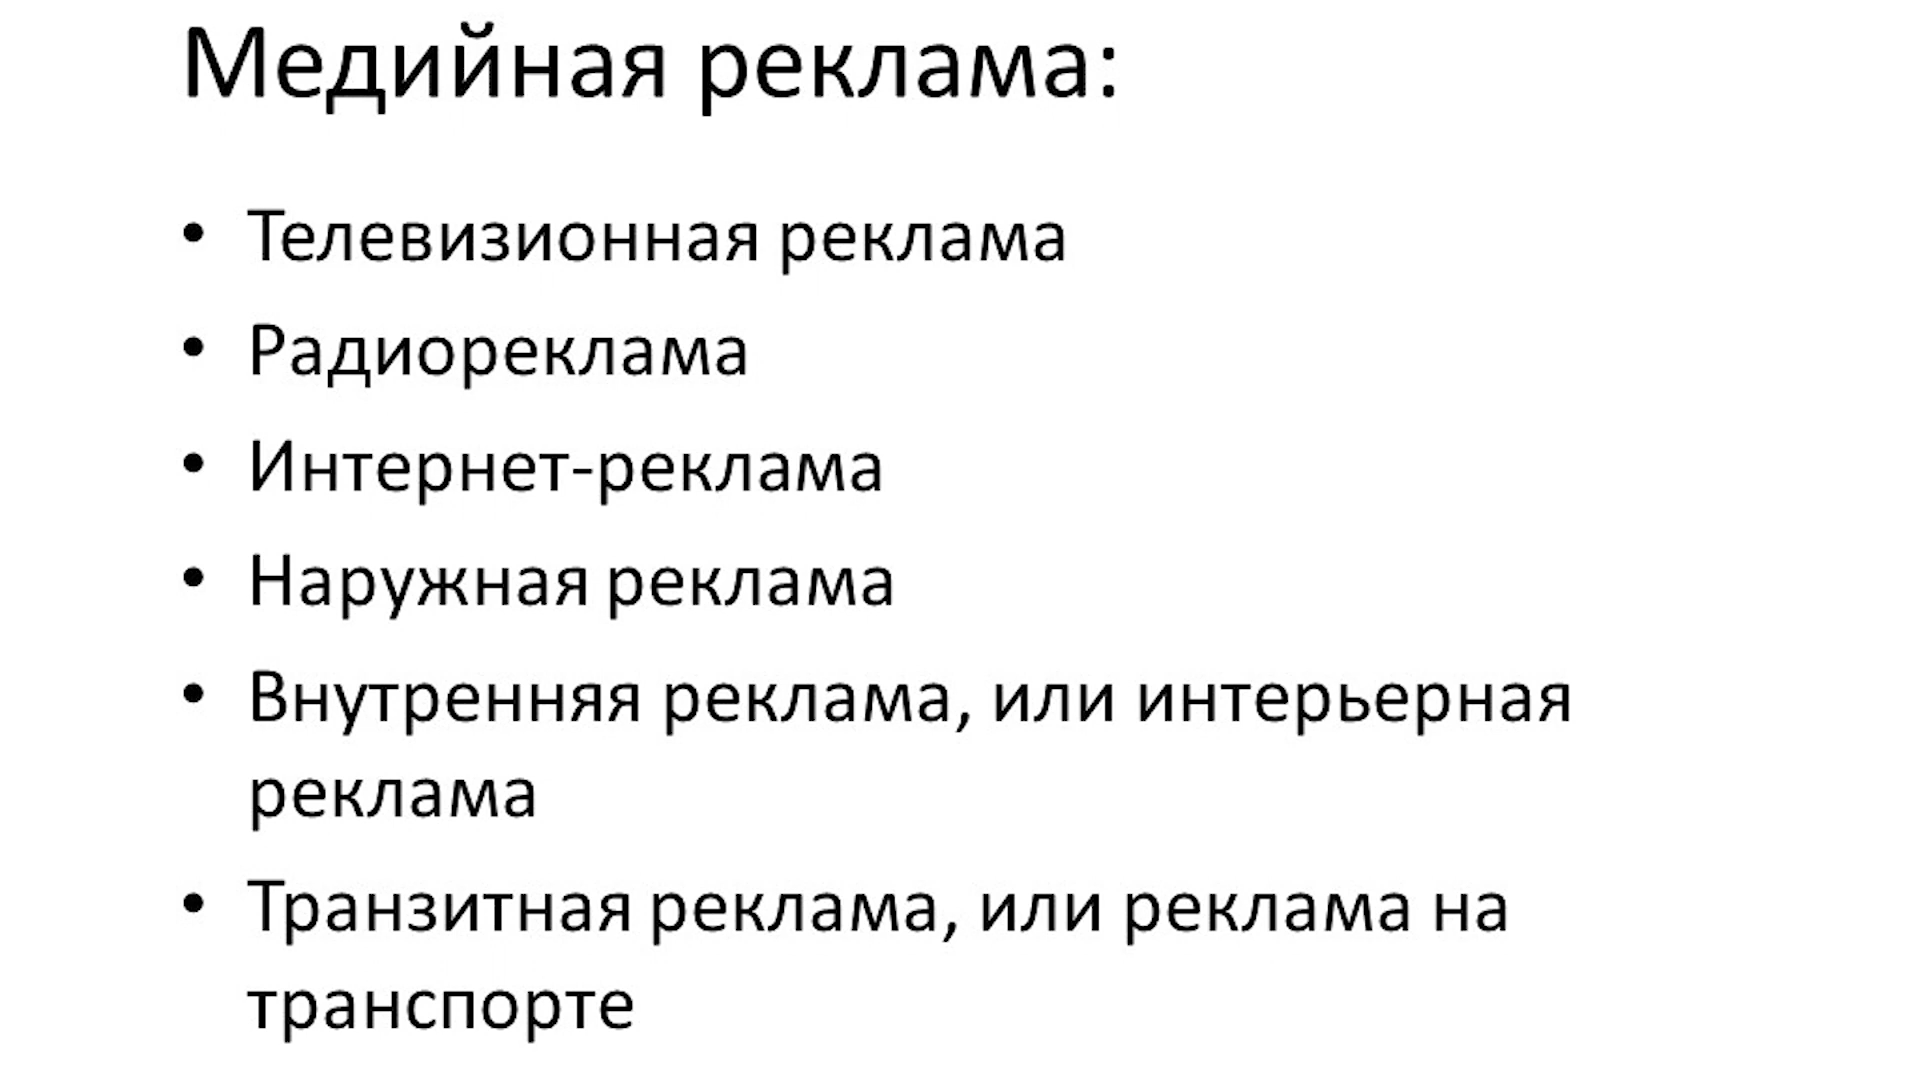 Медийная реклама:
• Телевизионная реклама
• Радиореклама
• Интернет-реклама
• Наружная реклама
• Внутренняя реклама, или интерьерная
реклама
• Транзитная реклама, или реклама на
транспорте